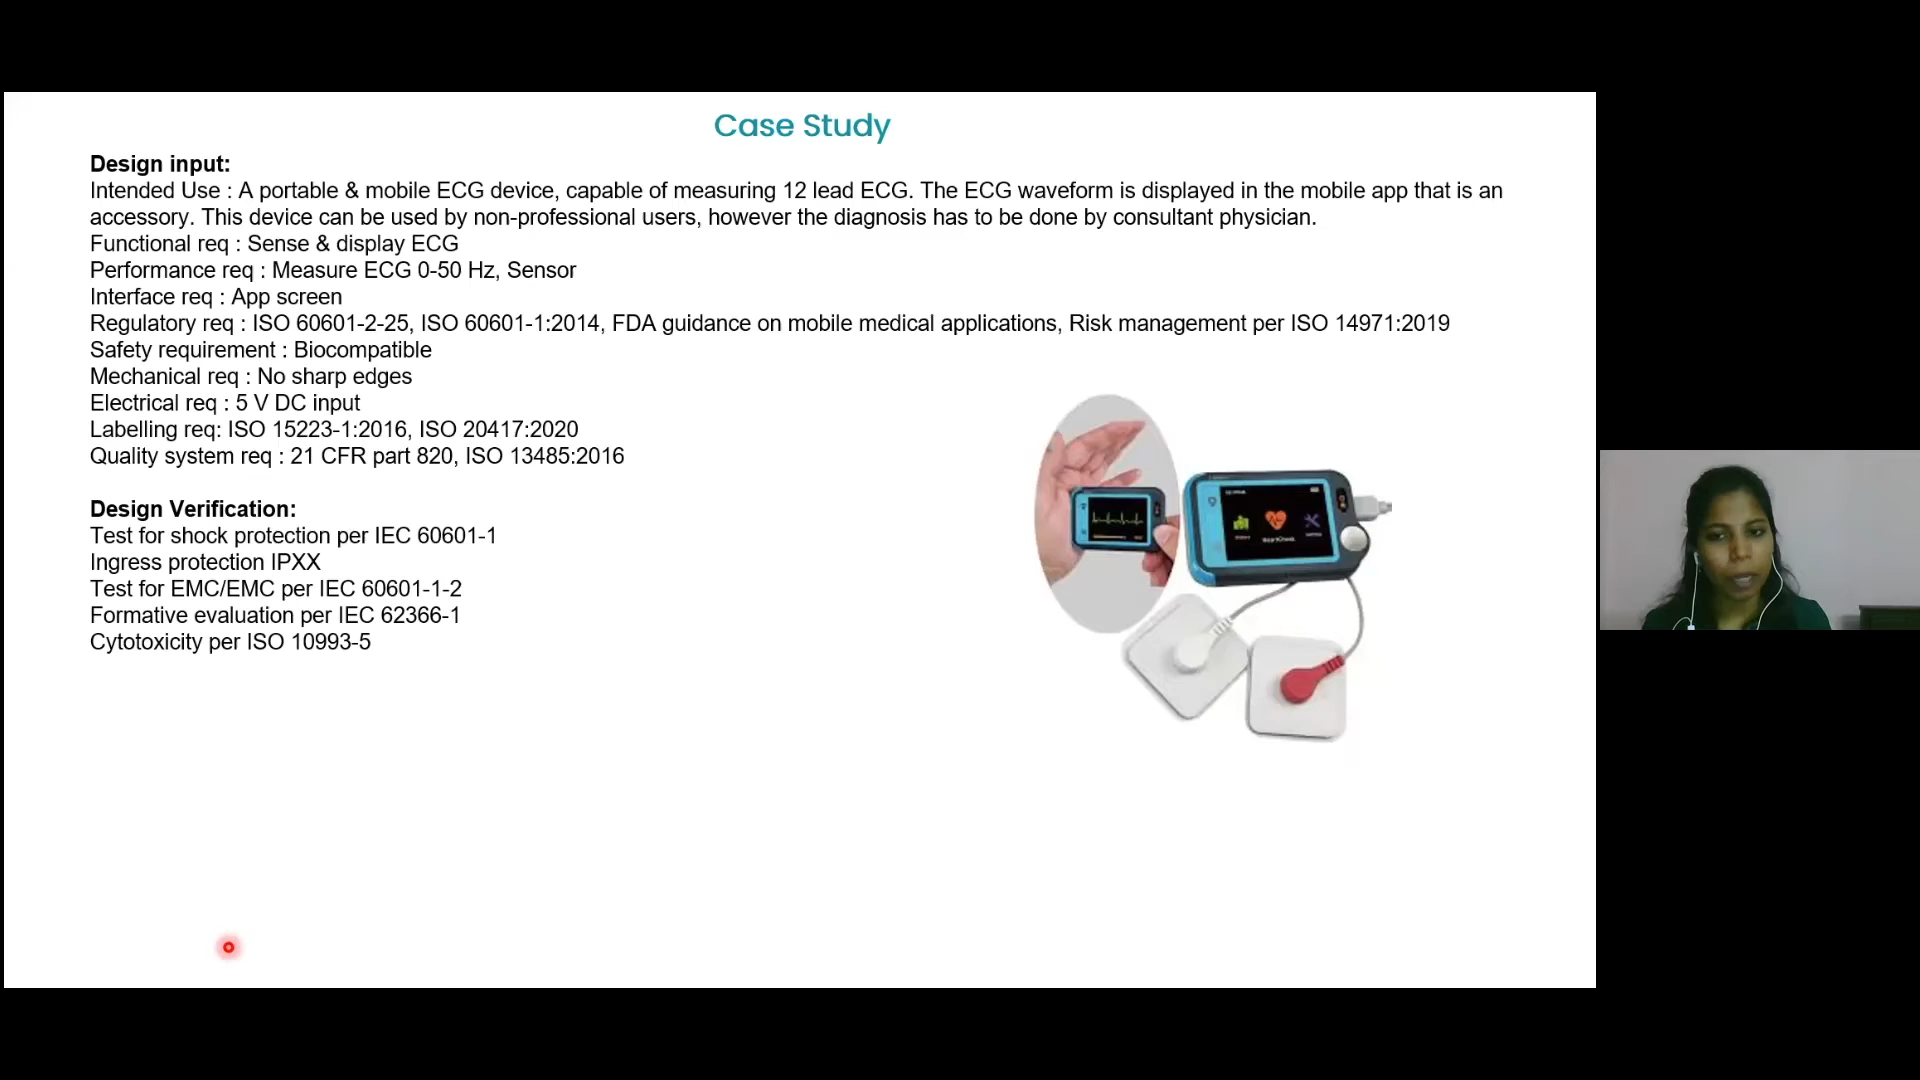 Case Study
Design input:
Intended Use : A portable & mobile ECG device, capable of measuring 12 lead ECG. The ECG waveform is displayed in the mobile app that is an
accessory. This device can be used by non-professional users, however the diagnosis has to be done by consultant physician.
Functional req : Sense & display ECG
Performance req : Measure ECG 0-50 Hz, Sensor
Interface req : App screen
Regulatory req : ISO 60601-2-25, ISO 60601-1:2014, FDA guidance on mobile medical applications, Risk management per ISO 14971:2019
Safety requirement : Biocompatible
Mechanical req : No sharp edges
Electrical req : 5 V DC input
Labelling req: ISO 15223-1:2016, ISO 20417:2020
Quality system req : 21 CFR part 820, ISO 13485:2016
Design Verification:
Test for shock protection per IEC 60601-1
Ingress protection IPXX
Test for EMC/EMC per IEC 60601-1-2
Formative evaluation per IEC 62366-1
Cytotoxicity per ISO 10993-5